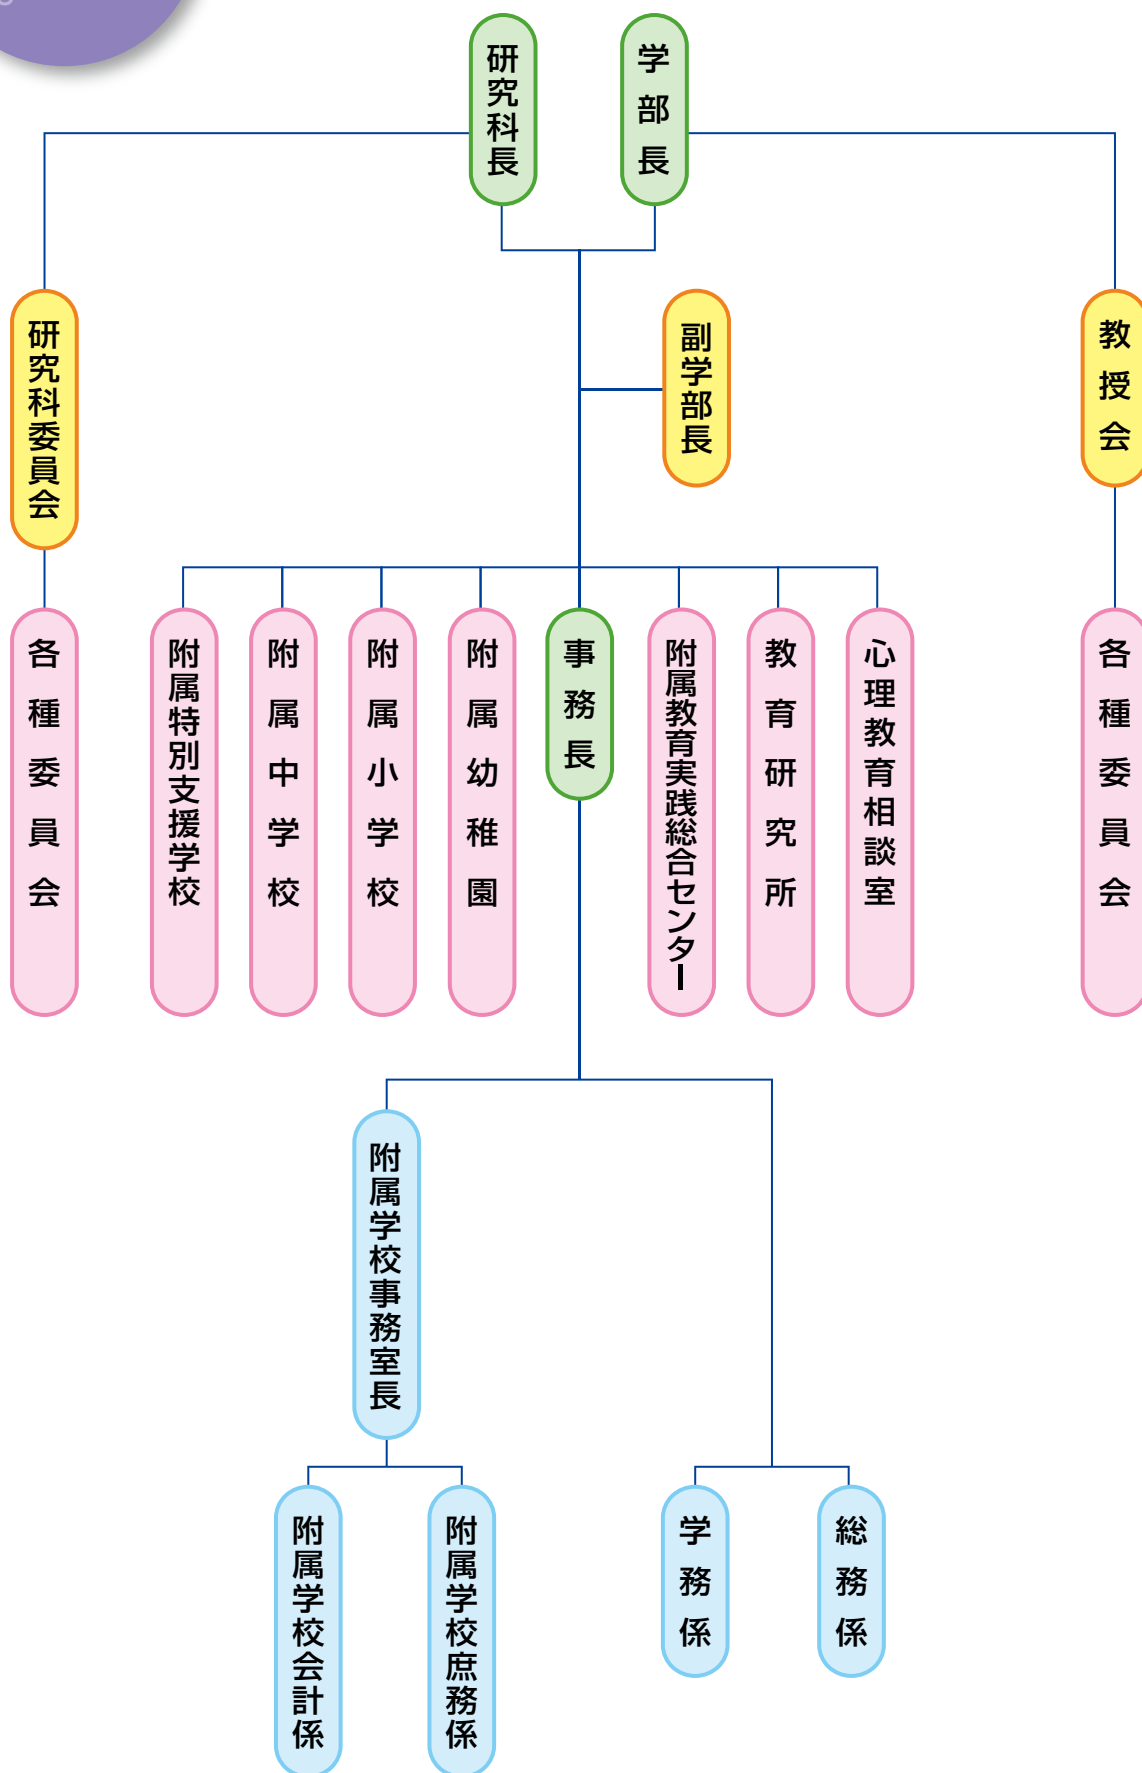 研究科長
学部長
研究科委員会
副学部長
教授会
各種委員会
附属特別支援学校
附属中学校
附属小学校
附属幼稚園
事務長
附属教育実践総合センター
教育研究所
心理教育相談室
各種委員会
附属学校事務室長
附属学校会計係
附属学校庶務係
学務係
総務係